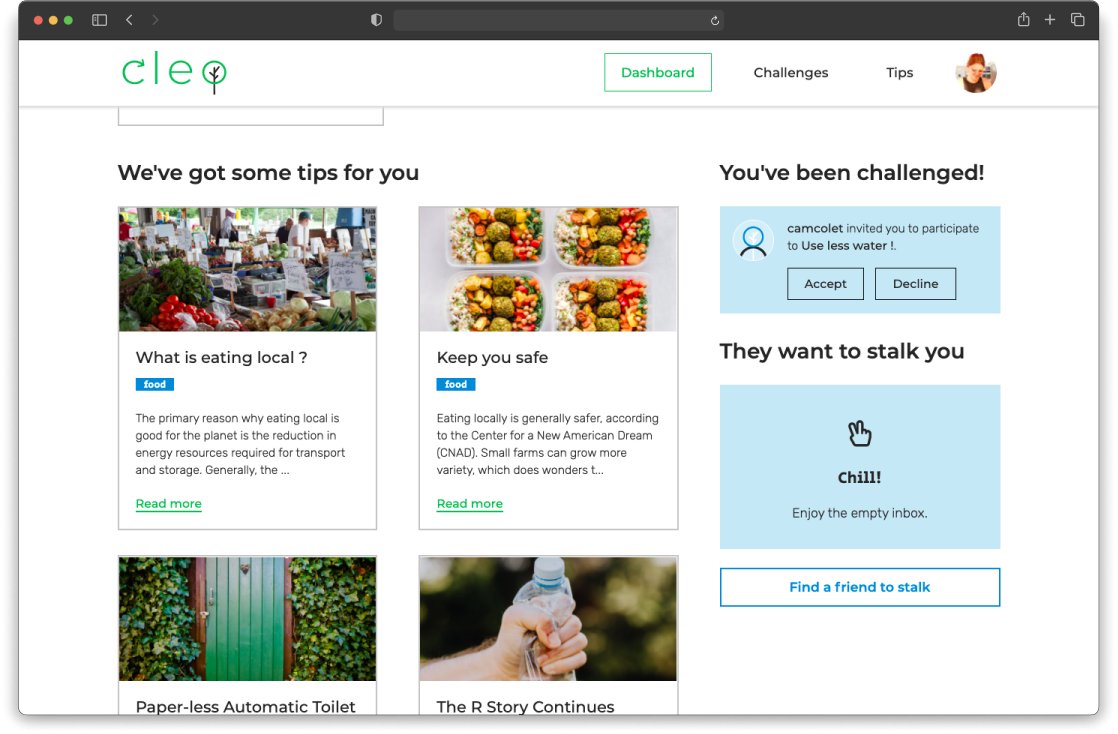 cleo
Dashboard
Challenges
Tips
We've got some tips for you
What is eating local ?
food
The primary reason why eating local is
good for the planet is the reduction in
energy resources required for transport
and storage. Generally, the ...
Read more
Keep you safe
food
Eating locally is generally safer, according
to the Center for a New American Dream
(CNAD). Small farms can grow more
variety, which does wonders t...
Read more
Paper-less Automatic Toilet
The R Story Continues
You've been challenged!
camcolet invited you to participate
to Use less water !.
Accept
Decline
They want to stalk you
Chill!
Enjoy the empty inbox.
Find a friend to stalk